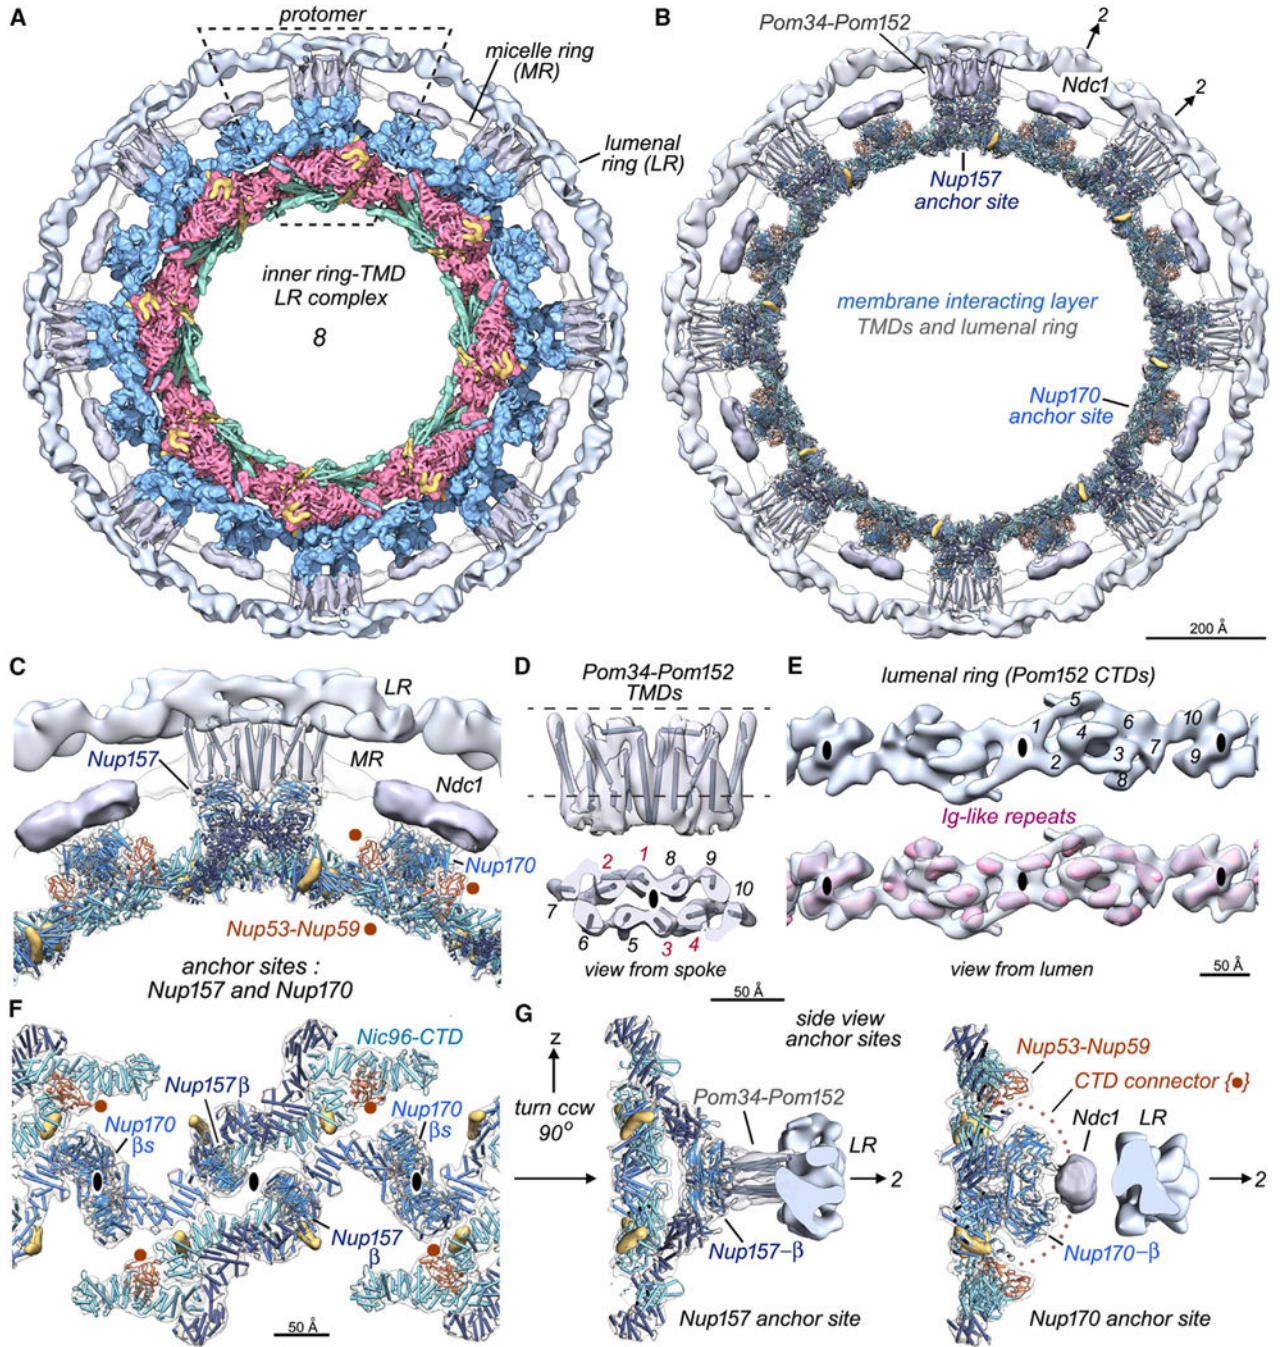 A
protomer
micelle ring
(MR)
lumenal
ring (LR)
inner ring-TMD
LR complex
8
B
Pom34-Pom152
2
Ndc1
2
Nup157
anchor site
membrane interacting layer
TMDs and lumenal ring
Nup170
anchor site
200 Å
C
LR
Nup157
MR
Ndc1
Nup170
Nup53-Nup59
anchor sites :
Nup157 and Nup170
D
Pom34-Pom152
TMDs
2
1
8
9
10
7
6
5
3
4
view from spoke
50 Å
E
lumenal ring (Pom152 CTDs)
5
1
4
6
10
3
7
2
9
8
Ig-like repeats
view from lumen
50 Å
F
Nic96-CTD
Nup157β
Nup170
βs
Nup170
βs
Nup157
β
50 Å
G
side view
anchor sites
z
turn ccw
90°
Pom34-Pom152
LR
2
Nup157-β
Nup157 anchor site
Nup53-Nup59
CTD connector {●}
Ndc1
LR
2
Nup170-β
Nup170 anchor site